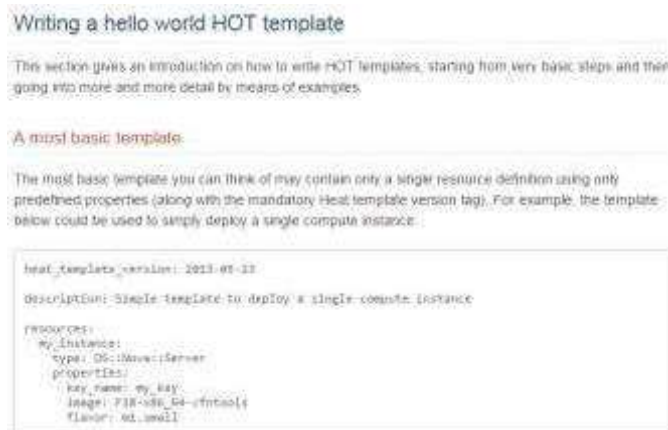 Writing a hello world HOT template
This section gives an introduction on how to write HOT templates, starting from very basic steps and then
going into more and more detail by means of examples.
A most basic template
The most basic template you can think of may contain only a single resource definition using only
predefined properties (along with the mandatory Heat template version tag). For example, the template
below could be used to simply deploy a single compute instance.
heat_template_version: 2013-05-23
description: Simple template to deploy a single compute instance
resources:
my_instance:
type: OS::Nova::Server
properties:
key_name: my_key
image: F18-x86_64-cfntools
flavor: m1.small